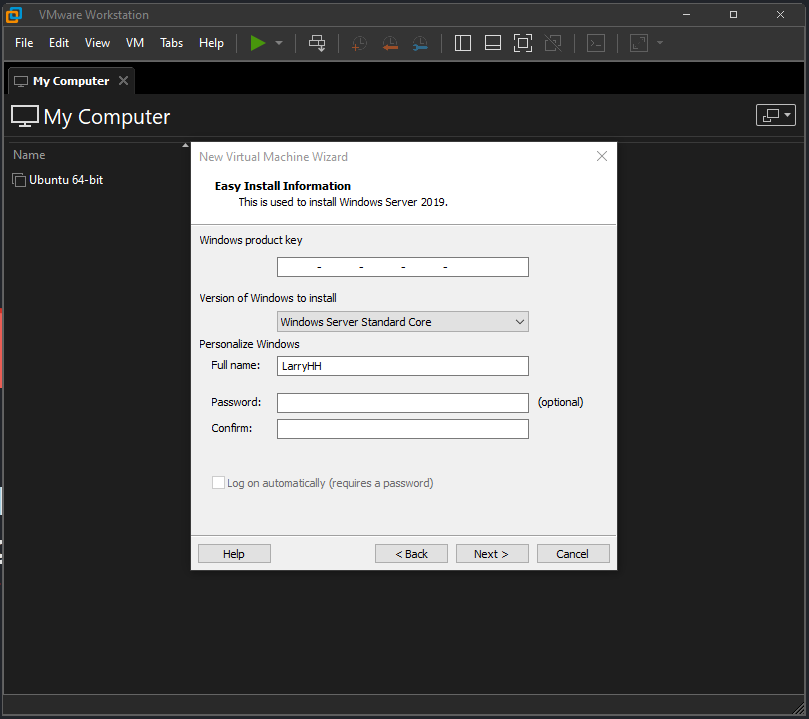 VMware Workstation
File Edit View VM Tabs Help
My Computer
My Computer
Name
Ubuntu 64-bit
New Virtual Machine Wizard
Easy Install Information
This is used to install Windows Server 2019.
Windows product key
- - - -
Version of Windows to install
Windows Server Standard Core
Personalize Windows
Full name: LarryHH
Password: (optional)
Confirm:
Log on automatically (requires a password)
Help < Back Next > Cancel